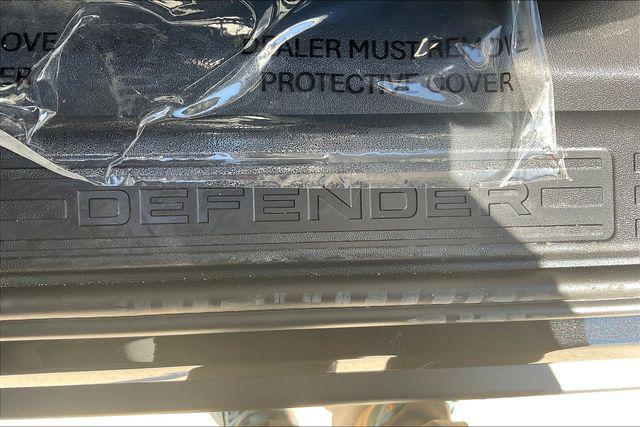 OVE
DEALER MUST REMOVE
PROTECTIVE COVER
DEFENDER